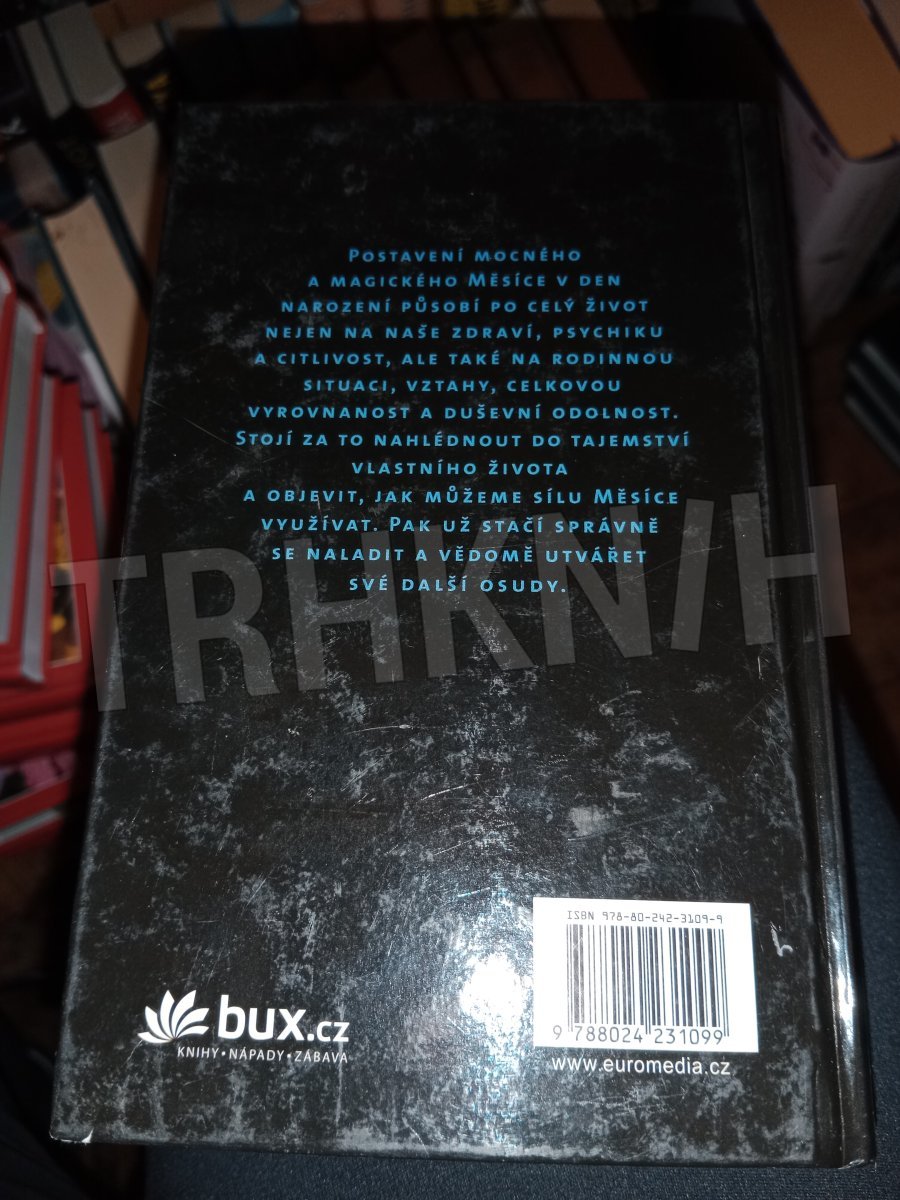 Postavení mocného
a magického Měsíce v den
narození působí po celý život
nejen na naše zdraví, psychiku
a citlivost, ale také na rodinnou
situaci, vztahy, celkovou
vyrovnanost a duševní odolnost.
Stojí za to nahlédnout do tajemství
vlastního života
a objevit, jak můžeme sílu Měsíce
využívat. Pak už stačí správně
se naladit a vědomě utvářet
své další osudy.
TRHKNIH
ISBN 978-80-242-3109-9
9 788024 231099
www.euromedia.cz
bux.cz
KNIHY•NÁPADY•ZÁBAVA